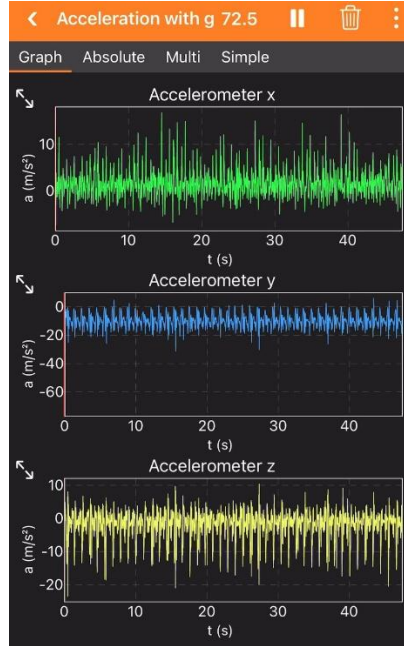 Acceleration with g 72.5
Graph Absolute Multi Simple
Accelerometer x
10
0
a (m/s²)
0 10 20 30 40
t (s)
Accelerometer y
0
-20
-40
-60
a (m/s²)
0 10 20 30 40
t (s)
Accelerometer z
10
0
-10
-20
a (m/s²)
0 10 20 30 40
t (s)